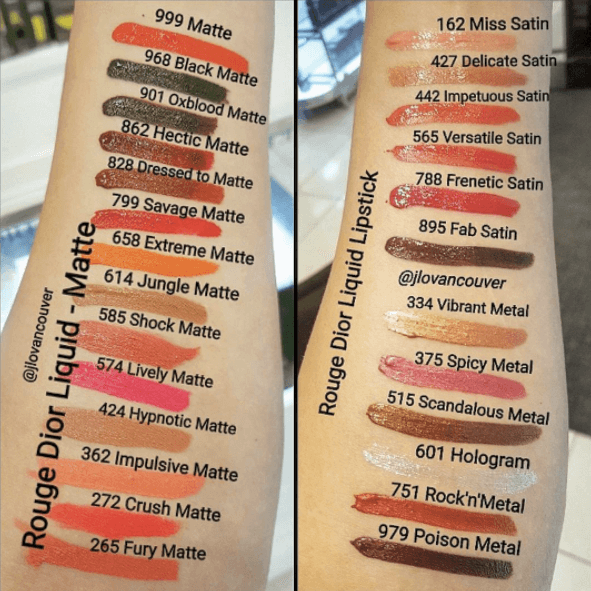 999 Matte
968 Black Matte
901 Oxblood Matte
862 Hectic Matte
828 Dressed to Matte
799 Savage Matte
658 Extreme Matte
614 Jungle Matte
585 Shock Matte
574 Lively Matte
424 Hypnotic Matte
362 Impulsive Matte
272 Crush Matte
265 Fury Matte
Rouge Dior Liquid - Matte
@jlovancouver
162 Miss Satin
427 Delicate Satin
442 Impetuous Satin
565 Versatile Satin
788 Frenetic Satin
895 Fab Satin
@jlovancouver
334 Vibrant Metal
375 Spicy Metal
515 Scandalous Metal
601 Hologram
751 Rock'n'Metal
979 Poison Metal
Rouge Dior Liquid Lipstick